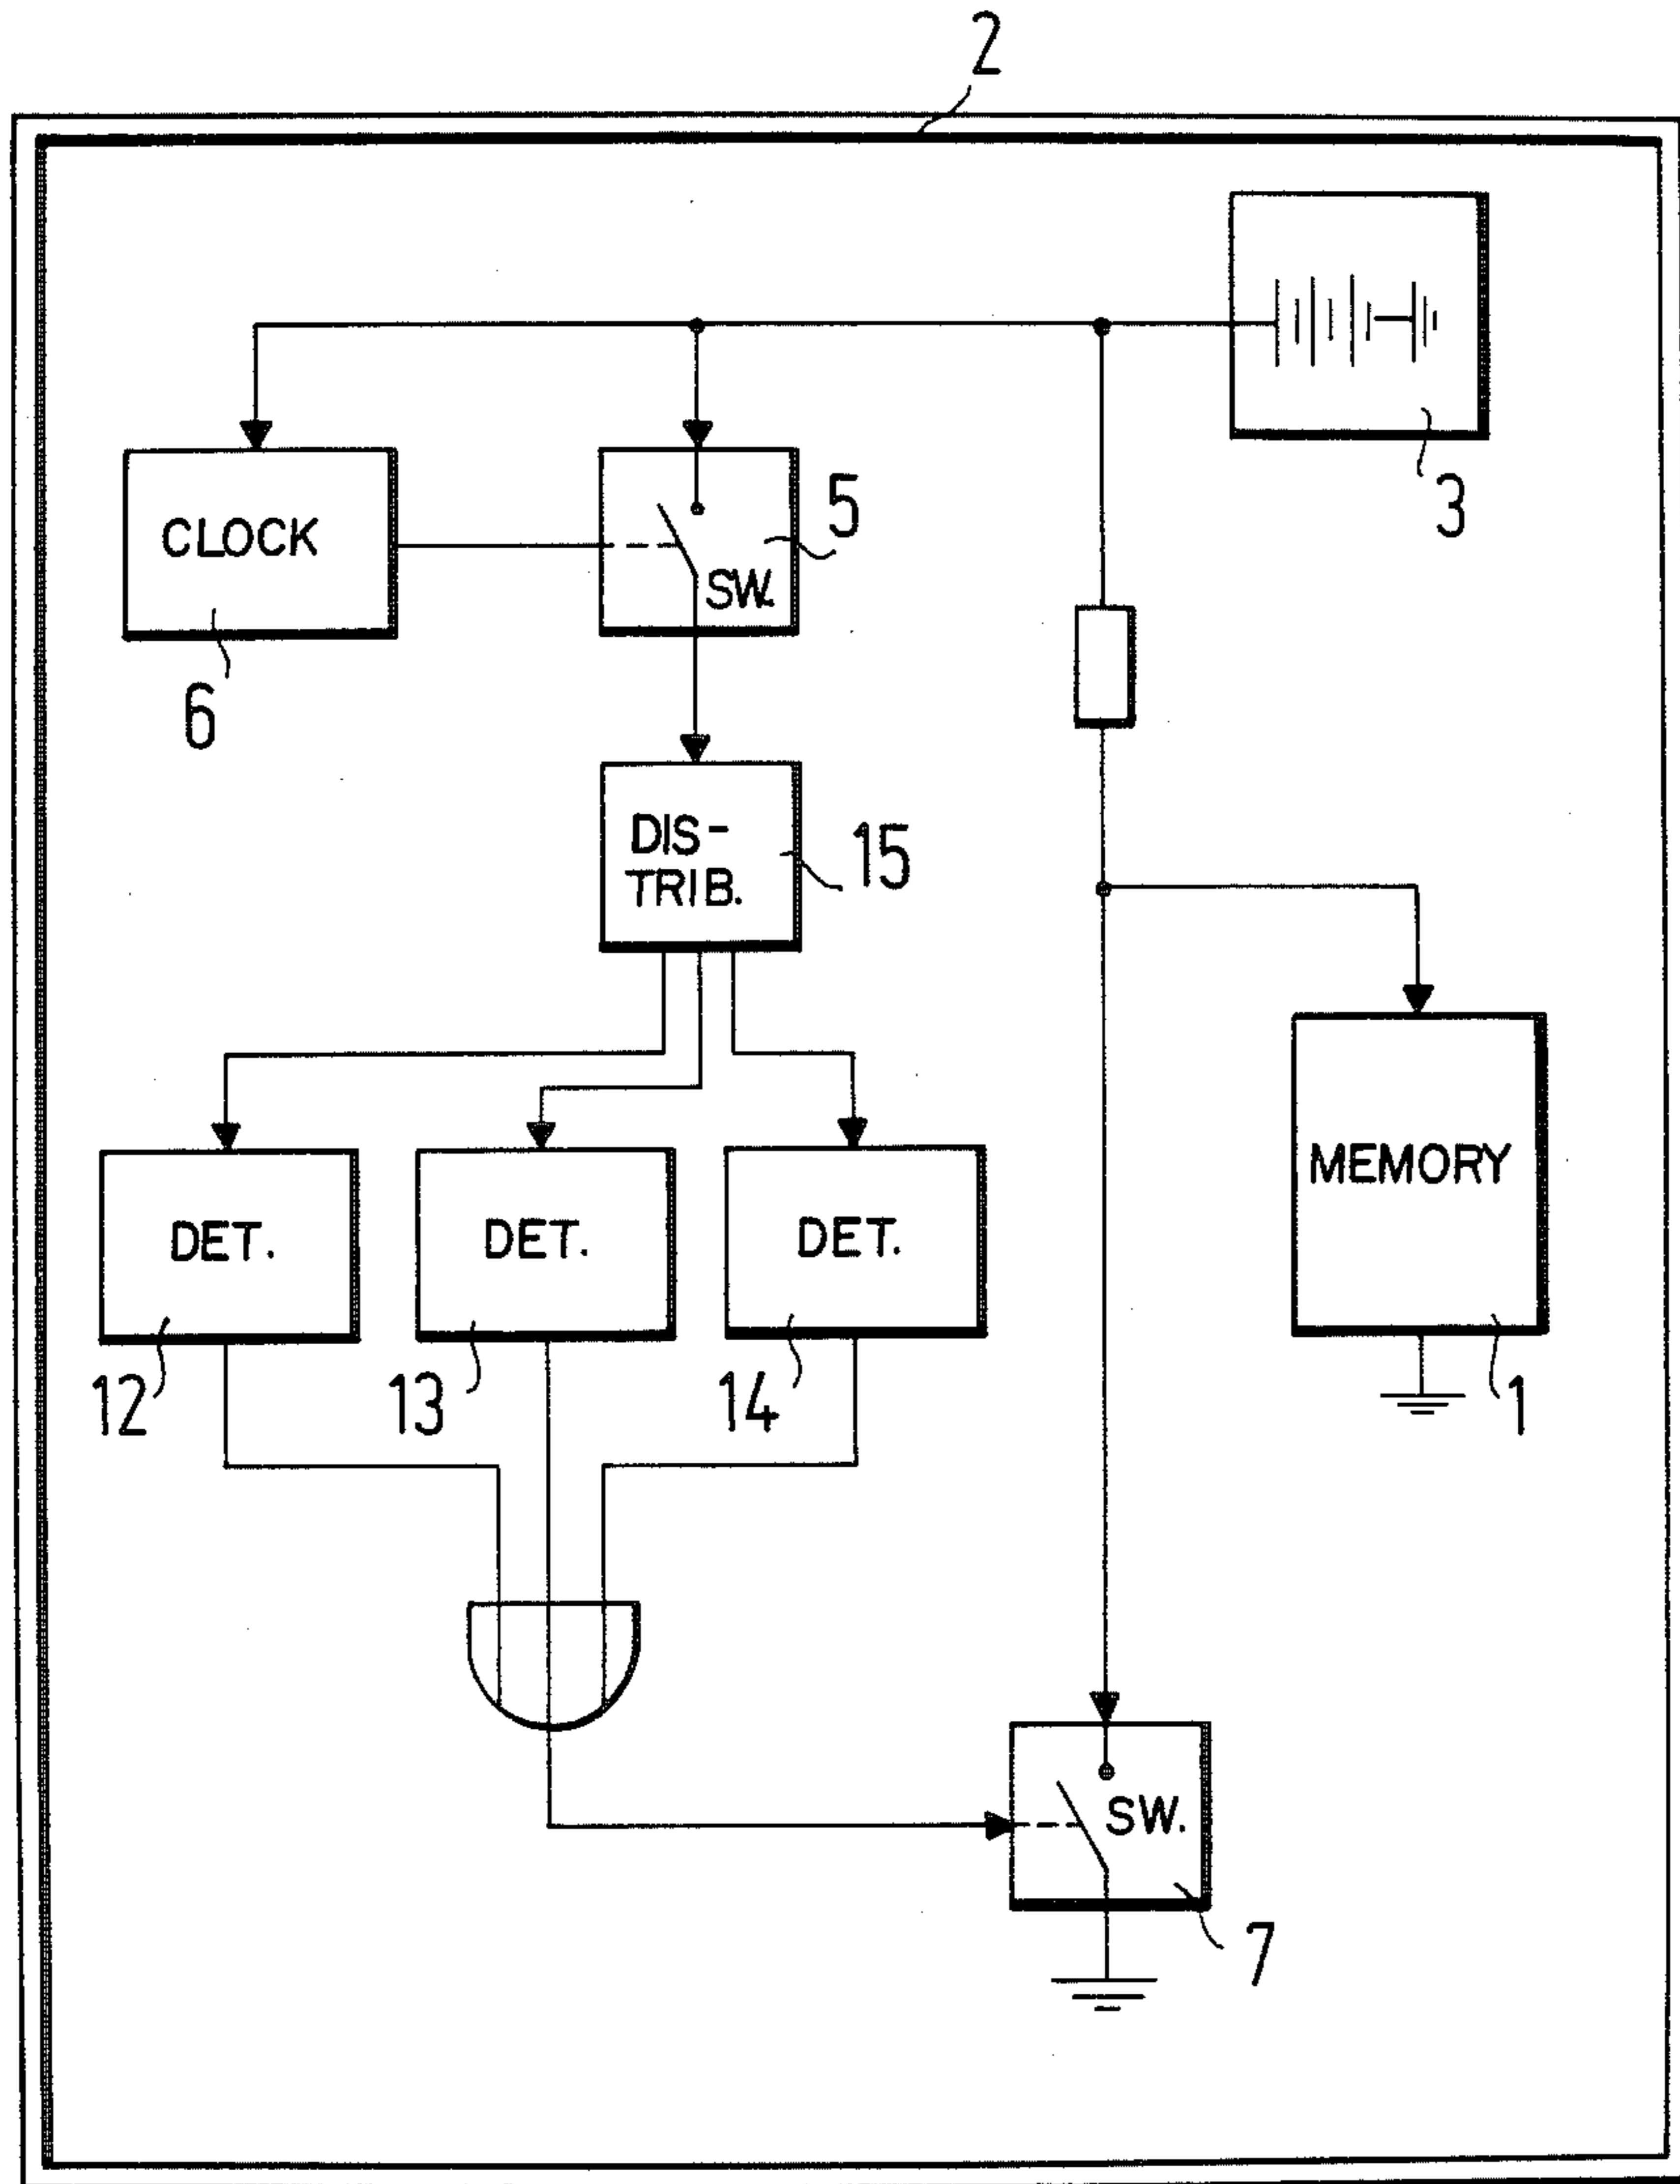 2
3
CLOCK
5
SW.
6
DIS-
TRIB.
15
MEMORY
DET.
DET.
DET.
12
13
14
1
SW.
7